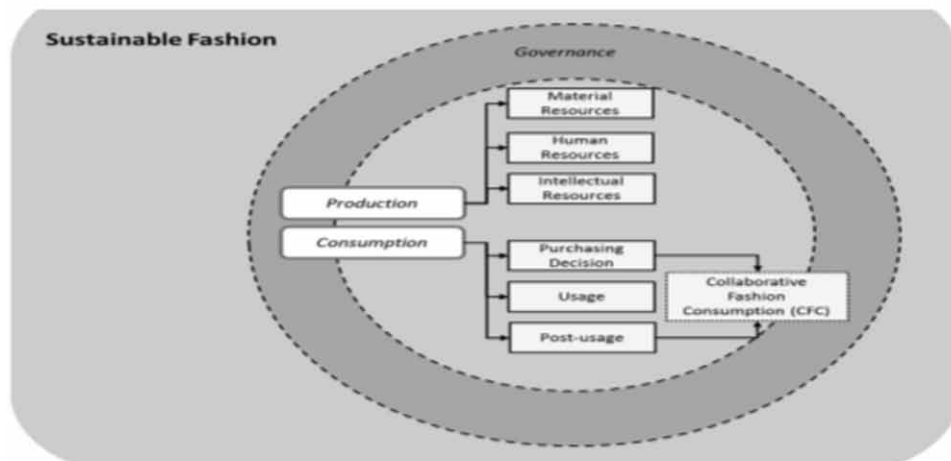 Sustainable Fashion
Governance
Material
Resources
Human
Resources
Intellectual
Resources
Production
Consumption
Purchasing
Decision
Usage
Post-usage
Collaborative
Fashion
Consumption (CFC)